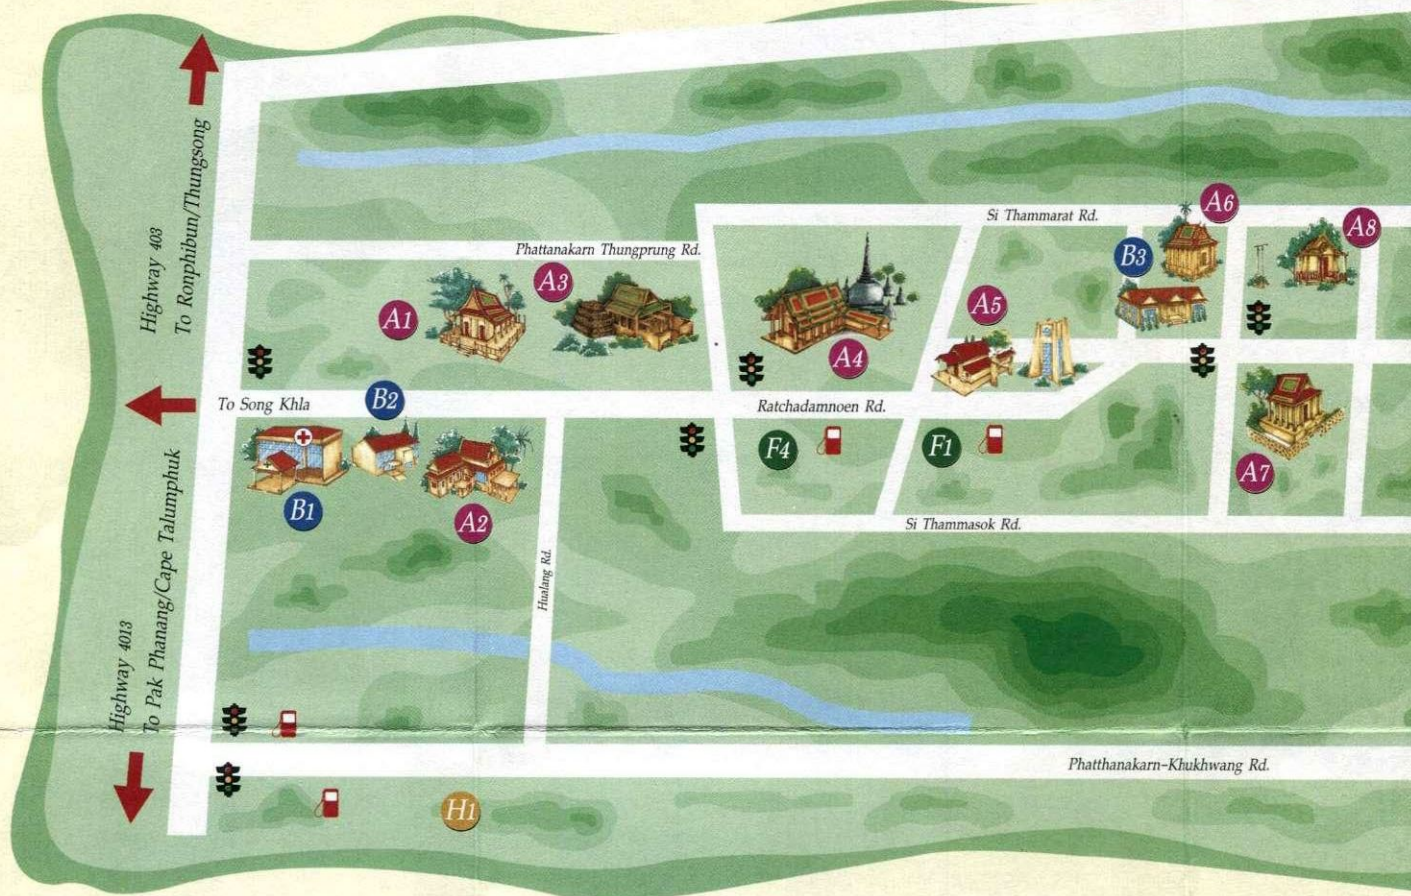 Highway 403
To Ronphibun/Thungsong
Si Thammarat Rd.
A6
A8
B3
Phattanakarn Thungprung Rd.
A3
A1
A5
A4
To Song Khla
B2
Ratchadamnoen Rd.
F4
F1
A7
B1
A2
Si Thammasok Rd.
Hualang Rd.
Highway 4013
To Pak Phanang/Cape Talumphuk
Phatthanakarn-Khukhwang Rd.
H1